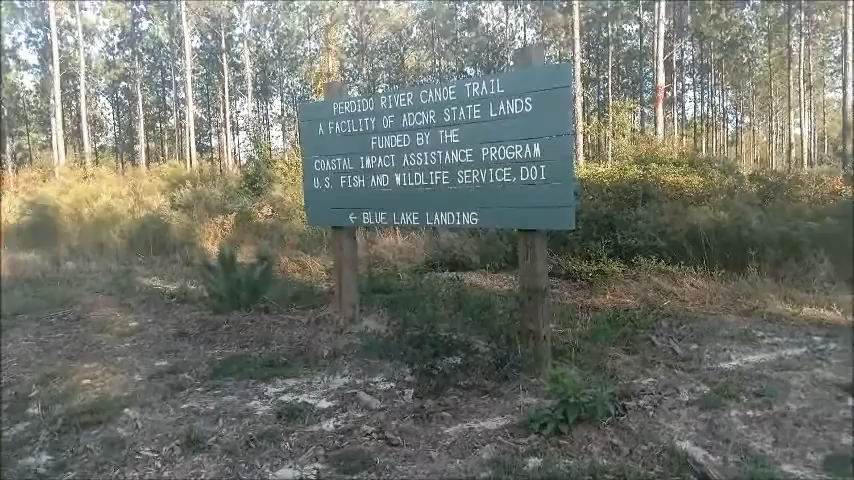 PERDIDO RIVER CANOE TRAIL
A FACILITY OF ADCNR STATE LANDS
FUNDED BY THE
COASTAL IMPACT ASSISTANCE PROGRAM
U.S. FISH AND WILDLIFE SERVICE, DOI
← BLUE LAKE LANDING